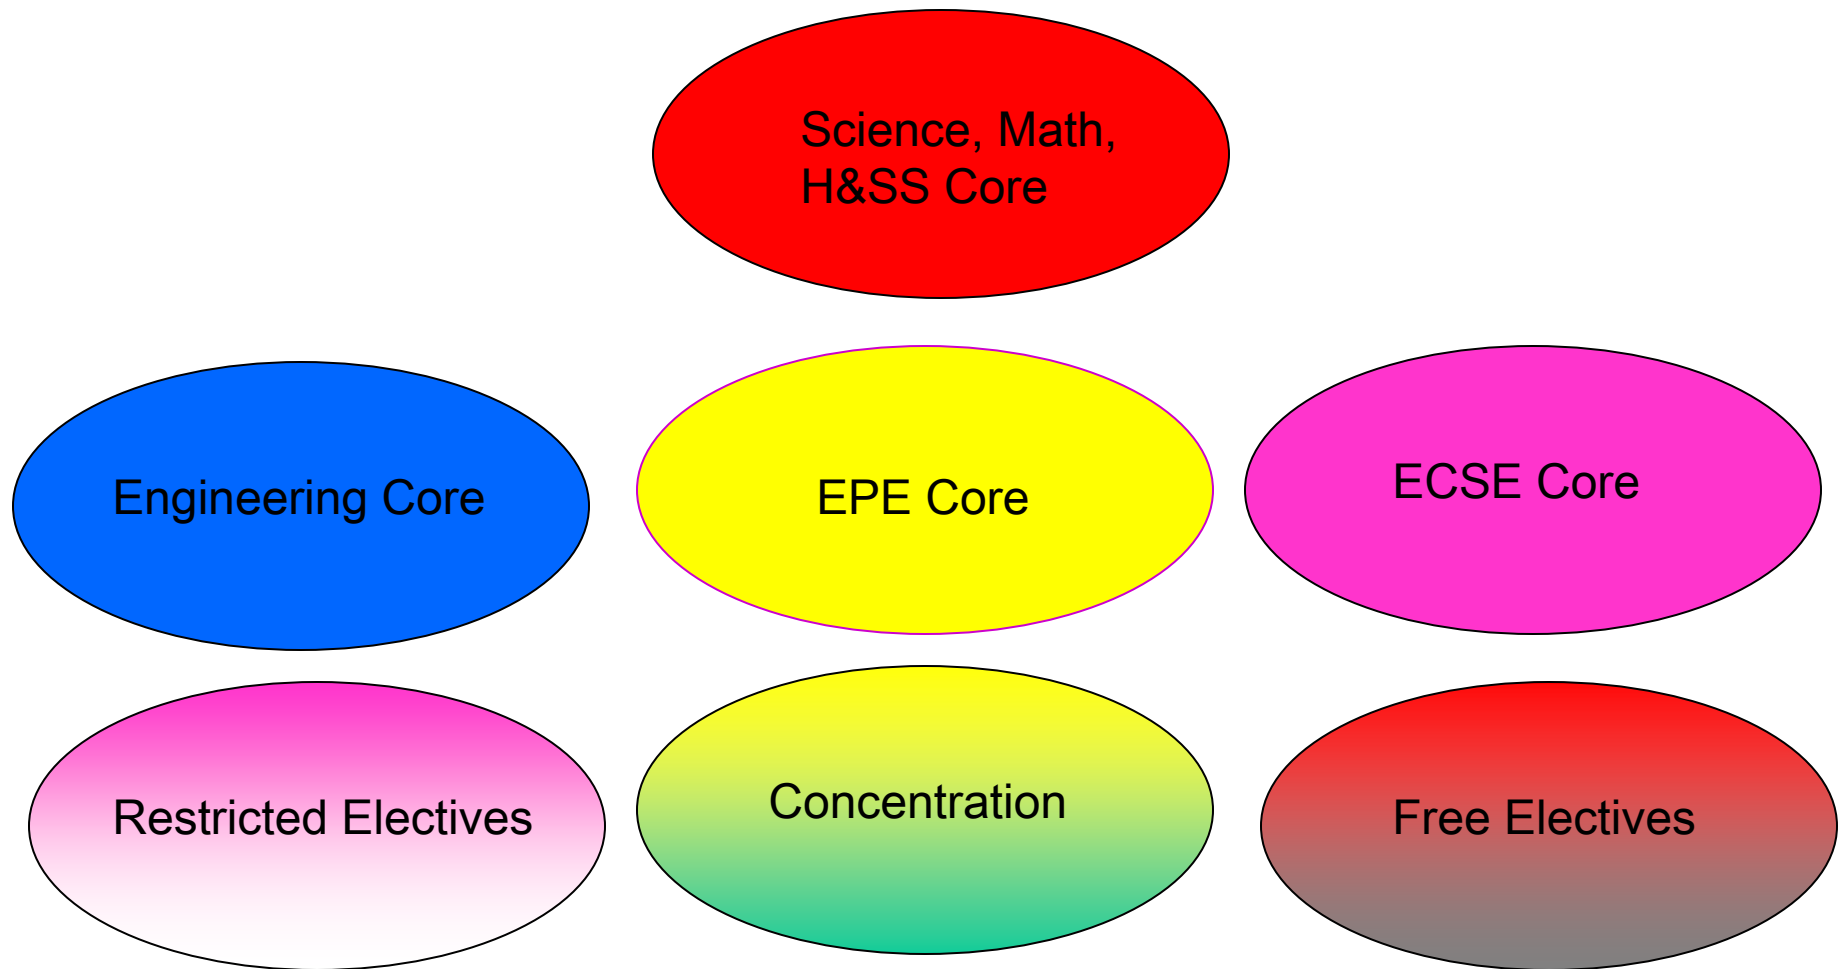 Science, Math,
H&SS Core
Engineering Core
EPE Core
ECSE Core
Restricted Electives
Concentration
Free Electives